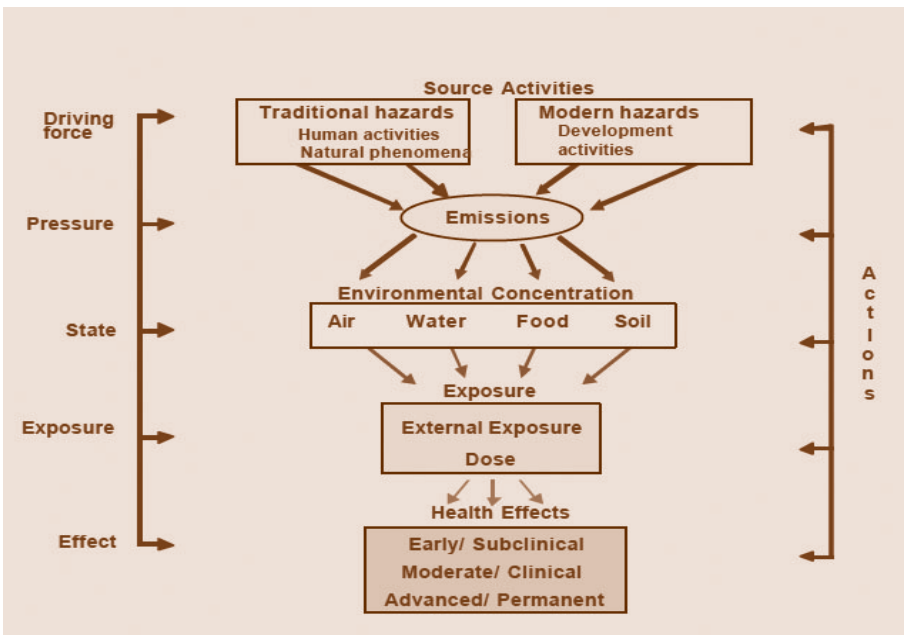 Source Activities
Driving
force
Traditional hazards
Human activities
Natural phenomena
Modern hazards
Development
activities
Pressure
Emissions
Environmental Concentration
State
Air Water Food Soil
Exposure
Exposure
External Exposure
Dose
Health Effects
Effect
Early/ Subclinical
Moderate/ Clinical
Advanced/ Permanent
A
c
t
I
o
n
s